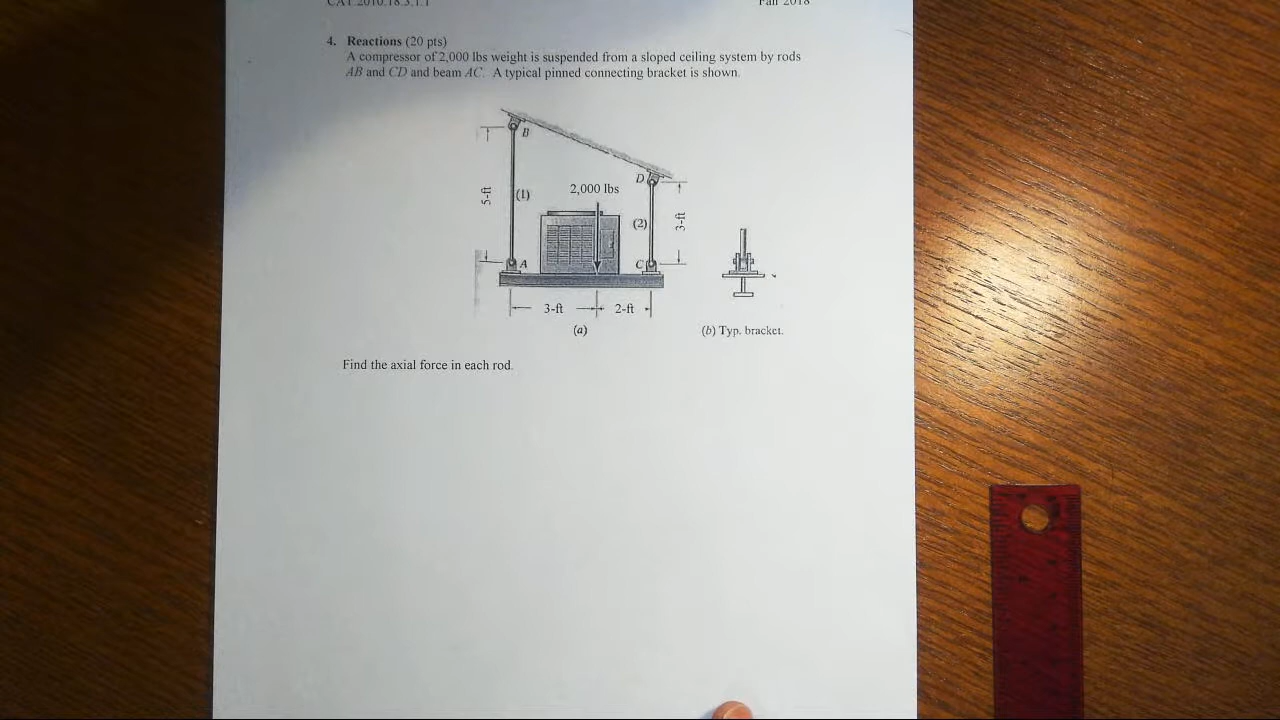 4. Reactions (20 pts)
A compressor of 2,000 lbs weight is suspended from a sloped ceiling system by rods
AB and CD and beam AC. A typical pinned connecting bracket is shown.
B
D
5-ft
(1)
2,000 lbs
(2)
3-ft
A
C
3-ft
2-ft
(a)
(b) Typ. bracket.
Find the axial force in each rod.